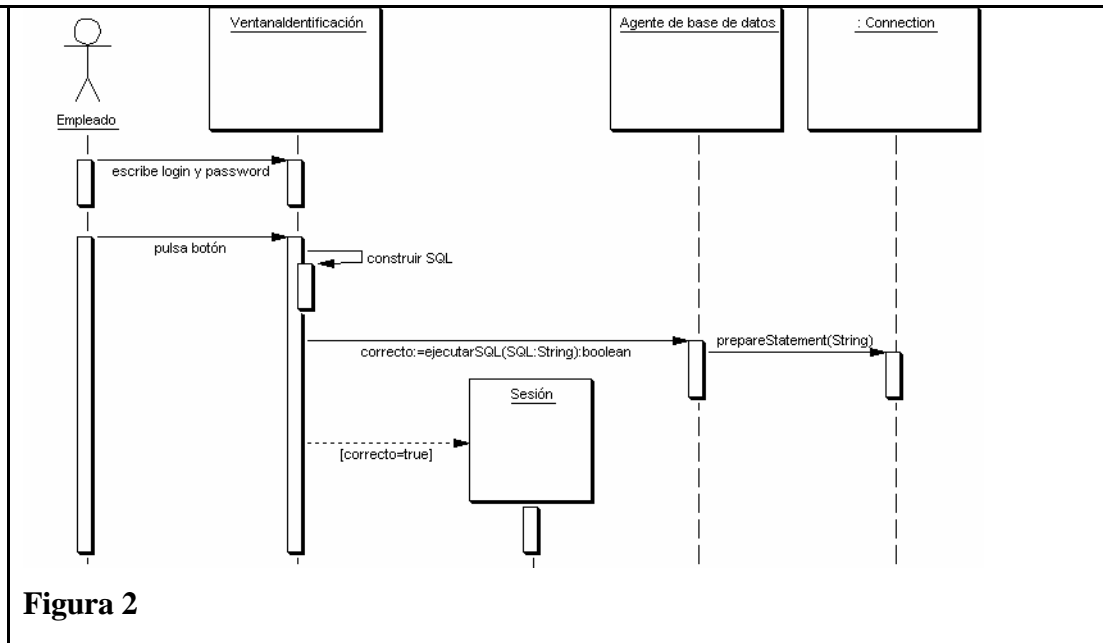 VentanaIdentificación
Agente de base de datos
: Connection
Empleado
escribe login y password
pulsa botón
construir SQL
prepareStatement(String)
correcto:=ejecutarSQL(SQL:String):boolean
Sesión
[correcto=true]
Figura 2